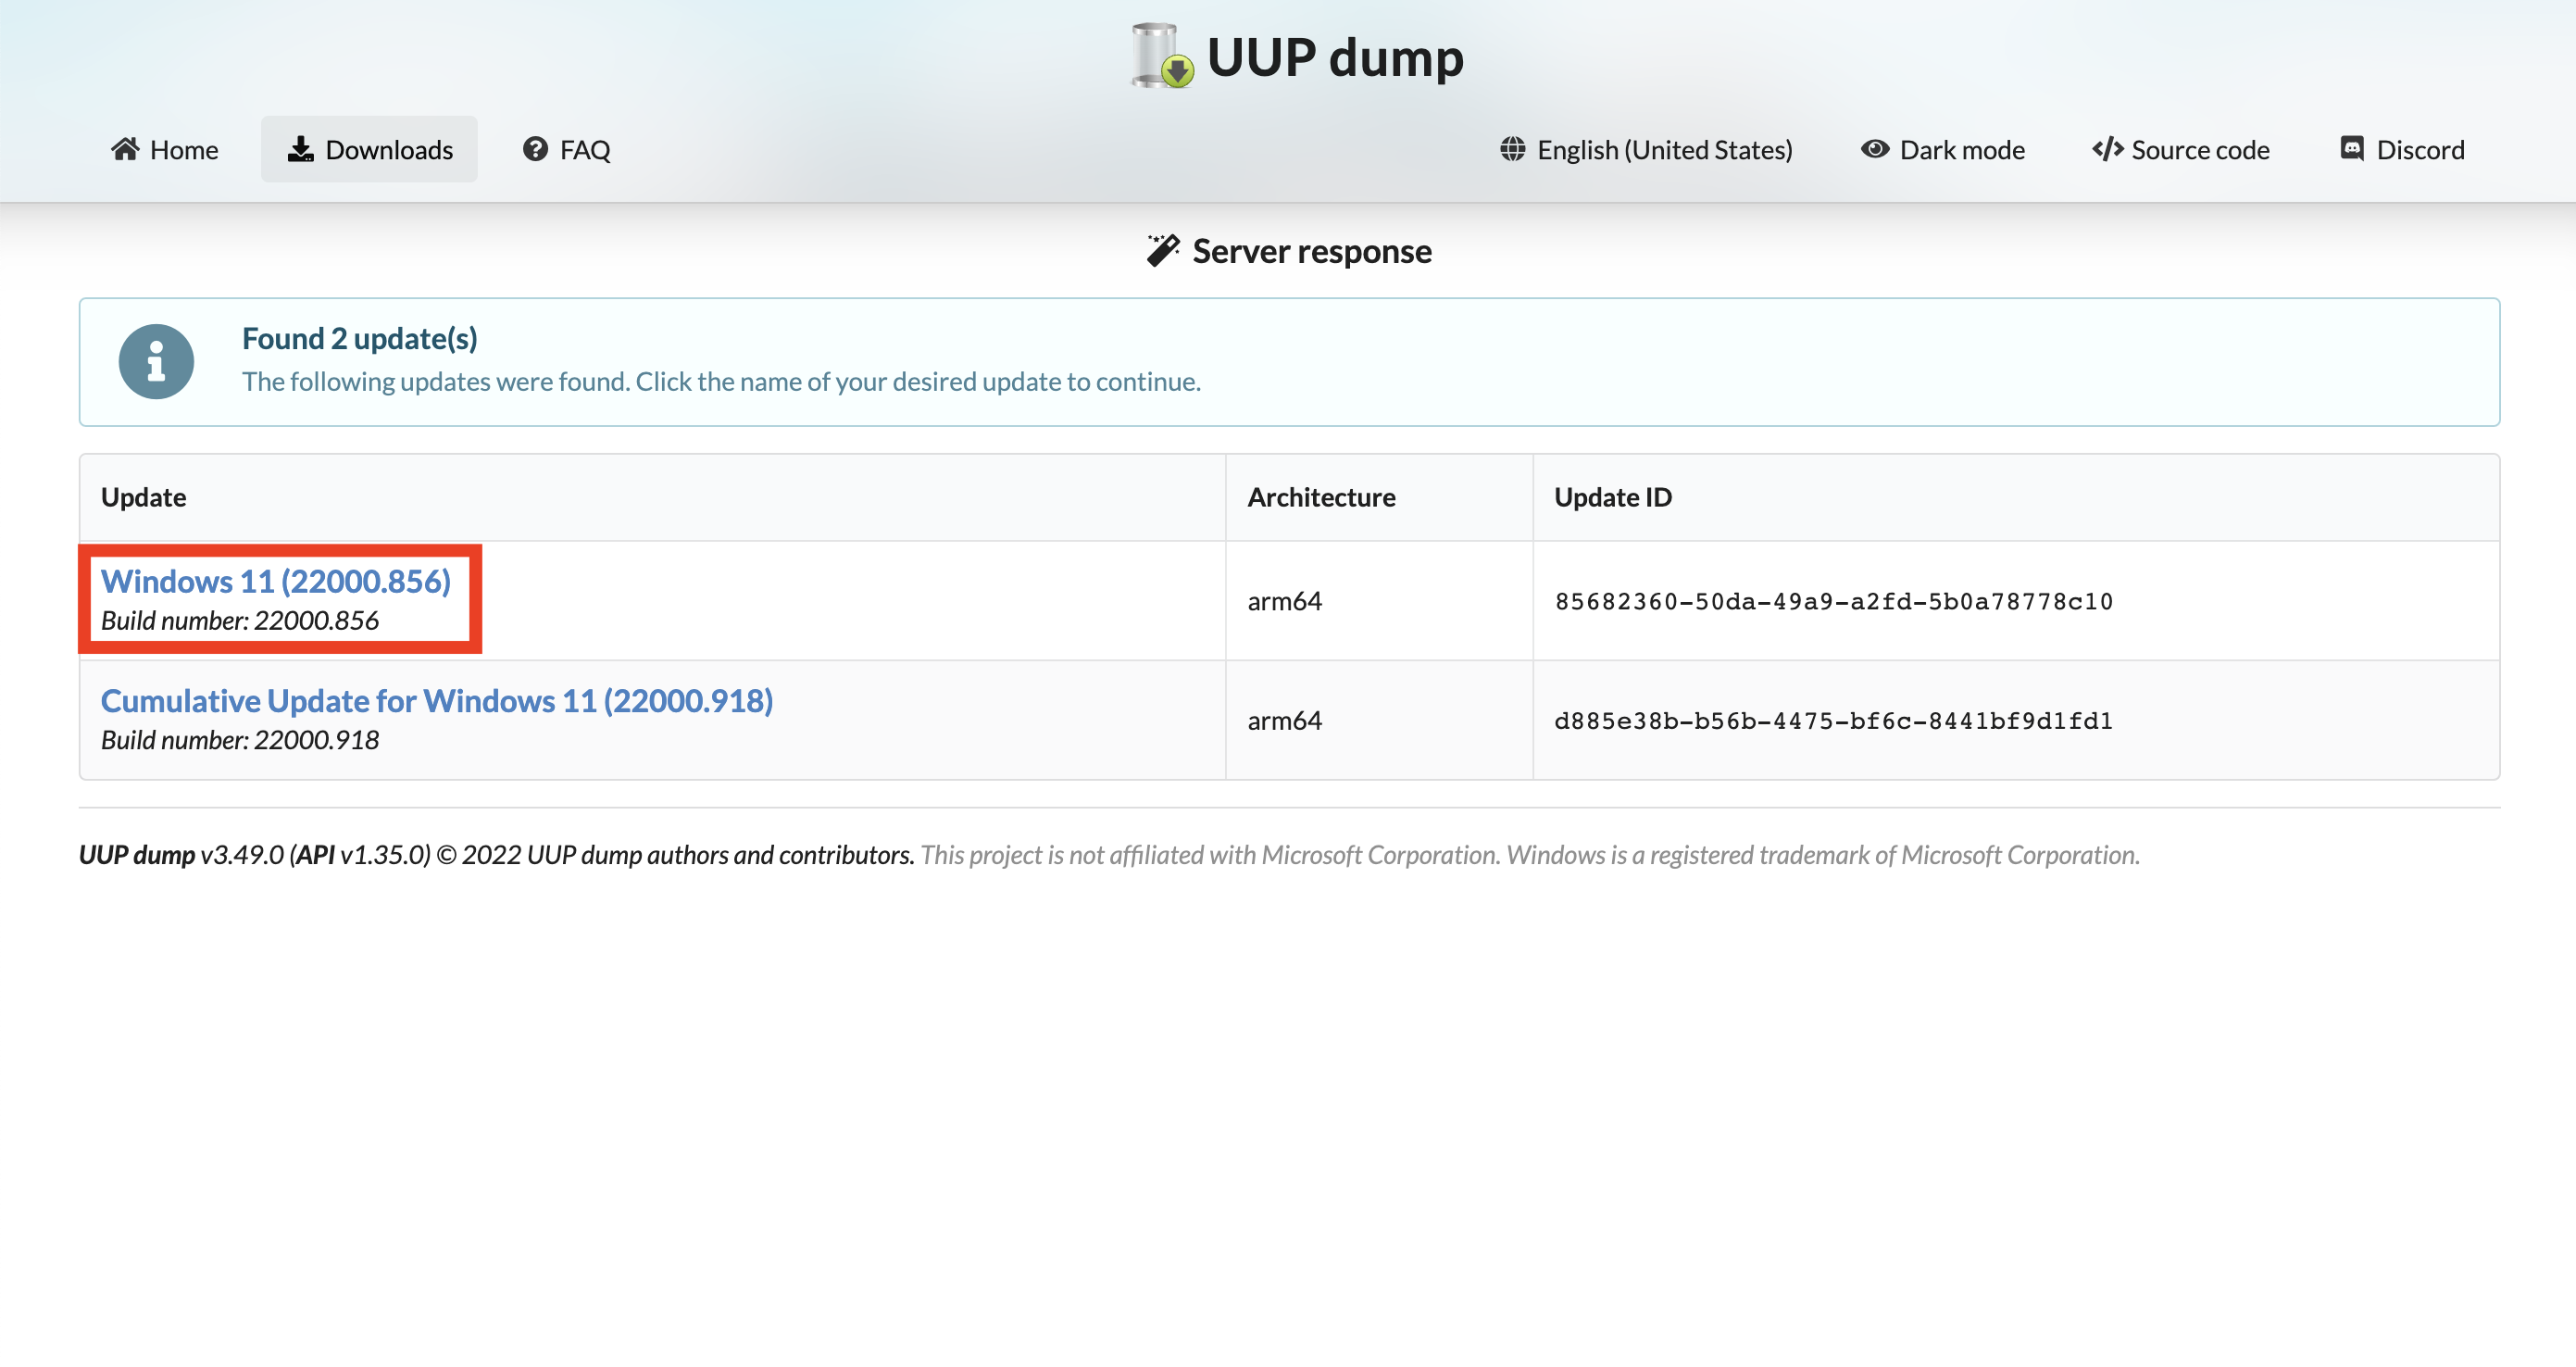 UUP dump
Home
Downloads
FAQ
English (United States)
Dark mode
Source code
Discord
Server response
Found 2 update(s)
The following updates were found. Click the name of your desired update to continue.
Update
Architecture
Update ID
Windows 11 (22000.856)
Build number: 22000.856
arm64
85682360-50da-49a9-a2fd-5b0a78778c10
Cumulative Update for Windows 11 (22000.918)
Build number: 22000.918
arm64
d885e38b-b56b-4475-bf6c-8441bf9d1fd1
UUP dump v3.49.0 (API v1.35.0) © 2022 UUP dump authors and contributors. This project is not affiliated with Microsoft Corporation. Windows is a registered trademark of Microsoft Corporation.